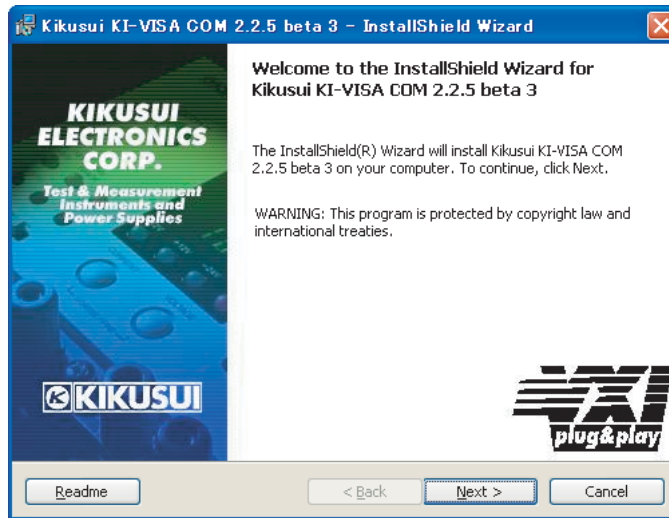 Kikusui KI-VISA COM 2.2.5 beta 3 - InstallShield Wizard
KIKUSUI
ELECTRONICS
CORP.
Test & Measurement
Instruments and
Power Supplies
KIKUSUI
Welcome to the InstallShield Wizard for
Kikusui KI-VISA COM 2.2.5 beta 3
The InstallShield(R) Wizard will install Kikusui KI-VISA COM
2.2.5 beta 3 on your computer. To continue, click Next.
WARNING: This program is protected by copyright law and
international treaties.
VXI
plug&play
Readme
< Back
Next >
Cancel